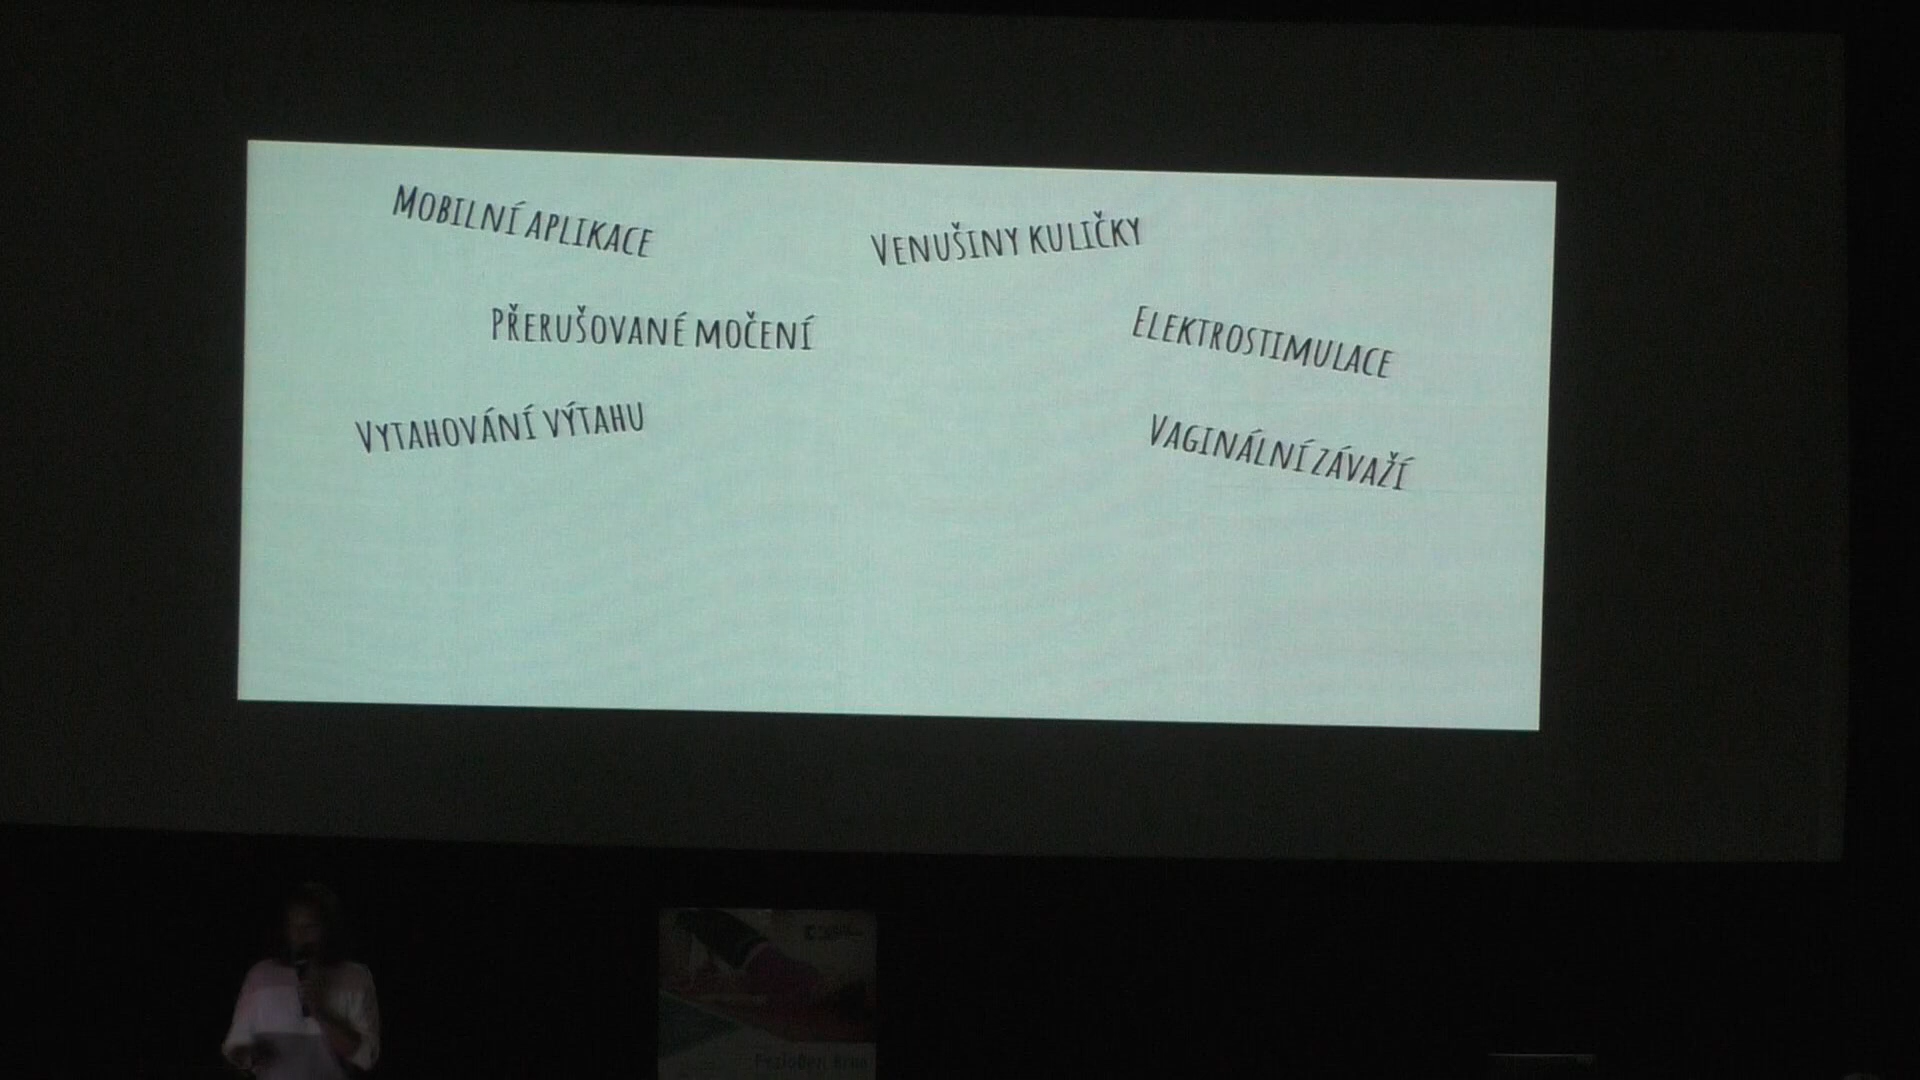 Mobilní aplikace
Venušiny kuličky
Přerušované močení
Elektrostimulace
Vytahování výtahu
Vaginální závaží